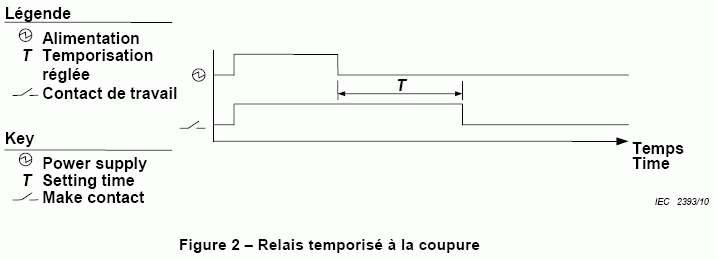 Légende
Alimentation
T Temporisation
réglée
Contact de travail
Key
Power supply
T Setting time
Make contact
T
Temps
Time
IEC 2393/10
Figure 2 – Relais temporisé à la coupure